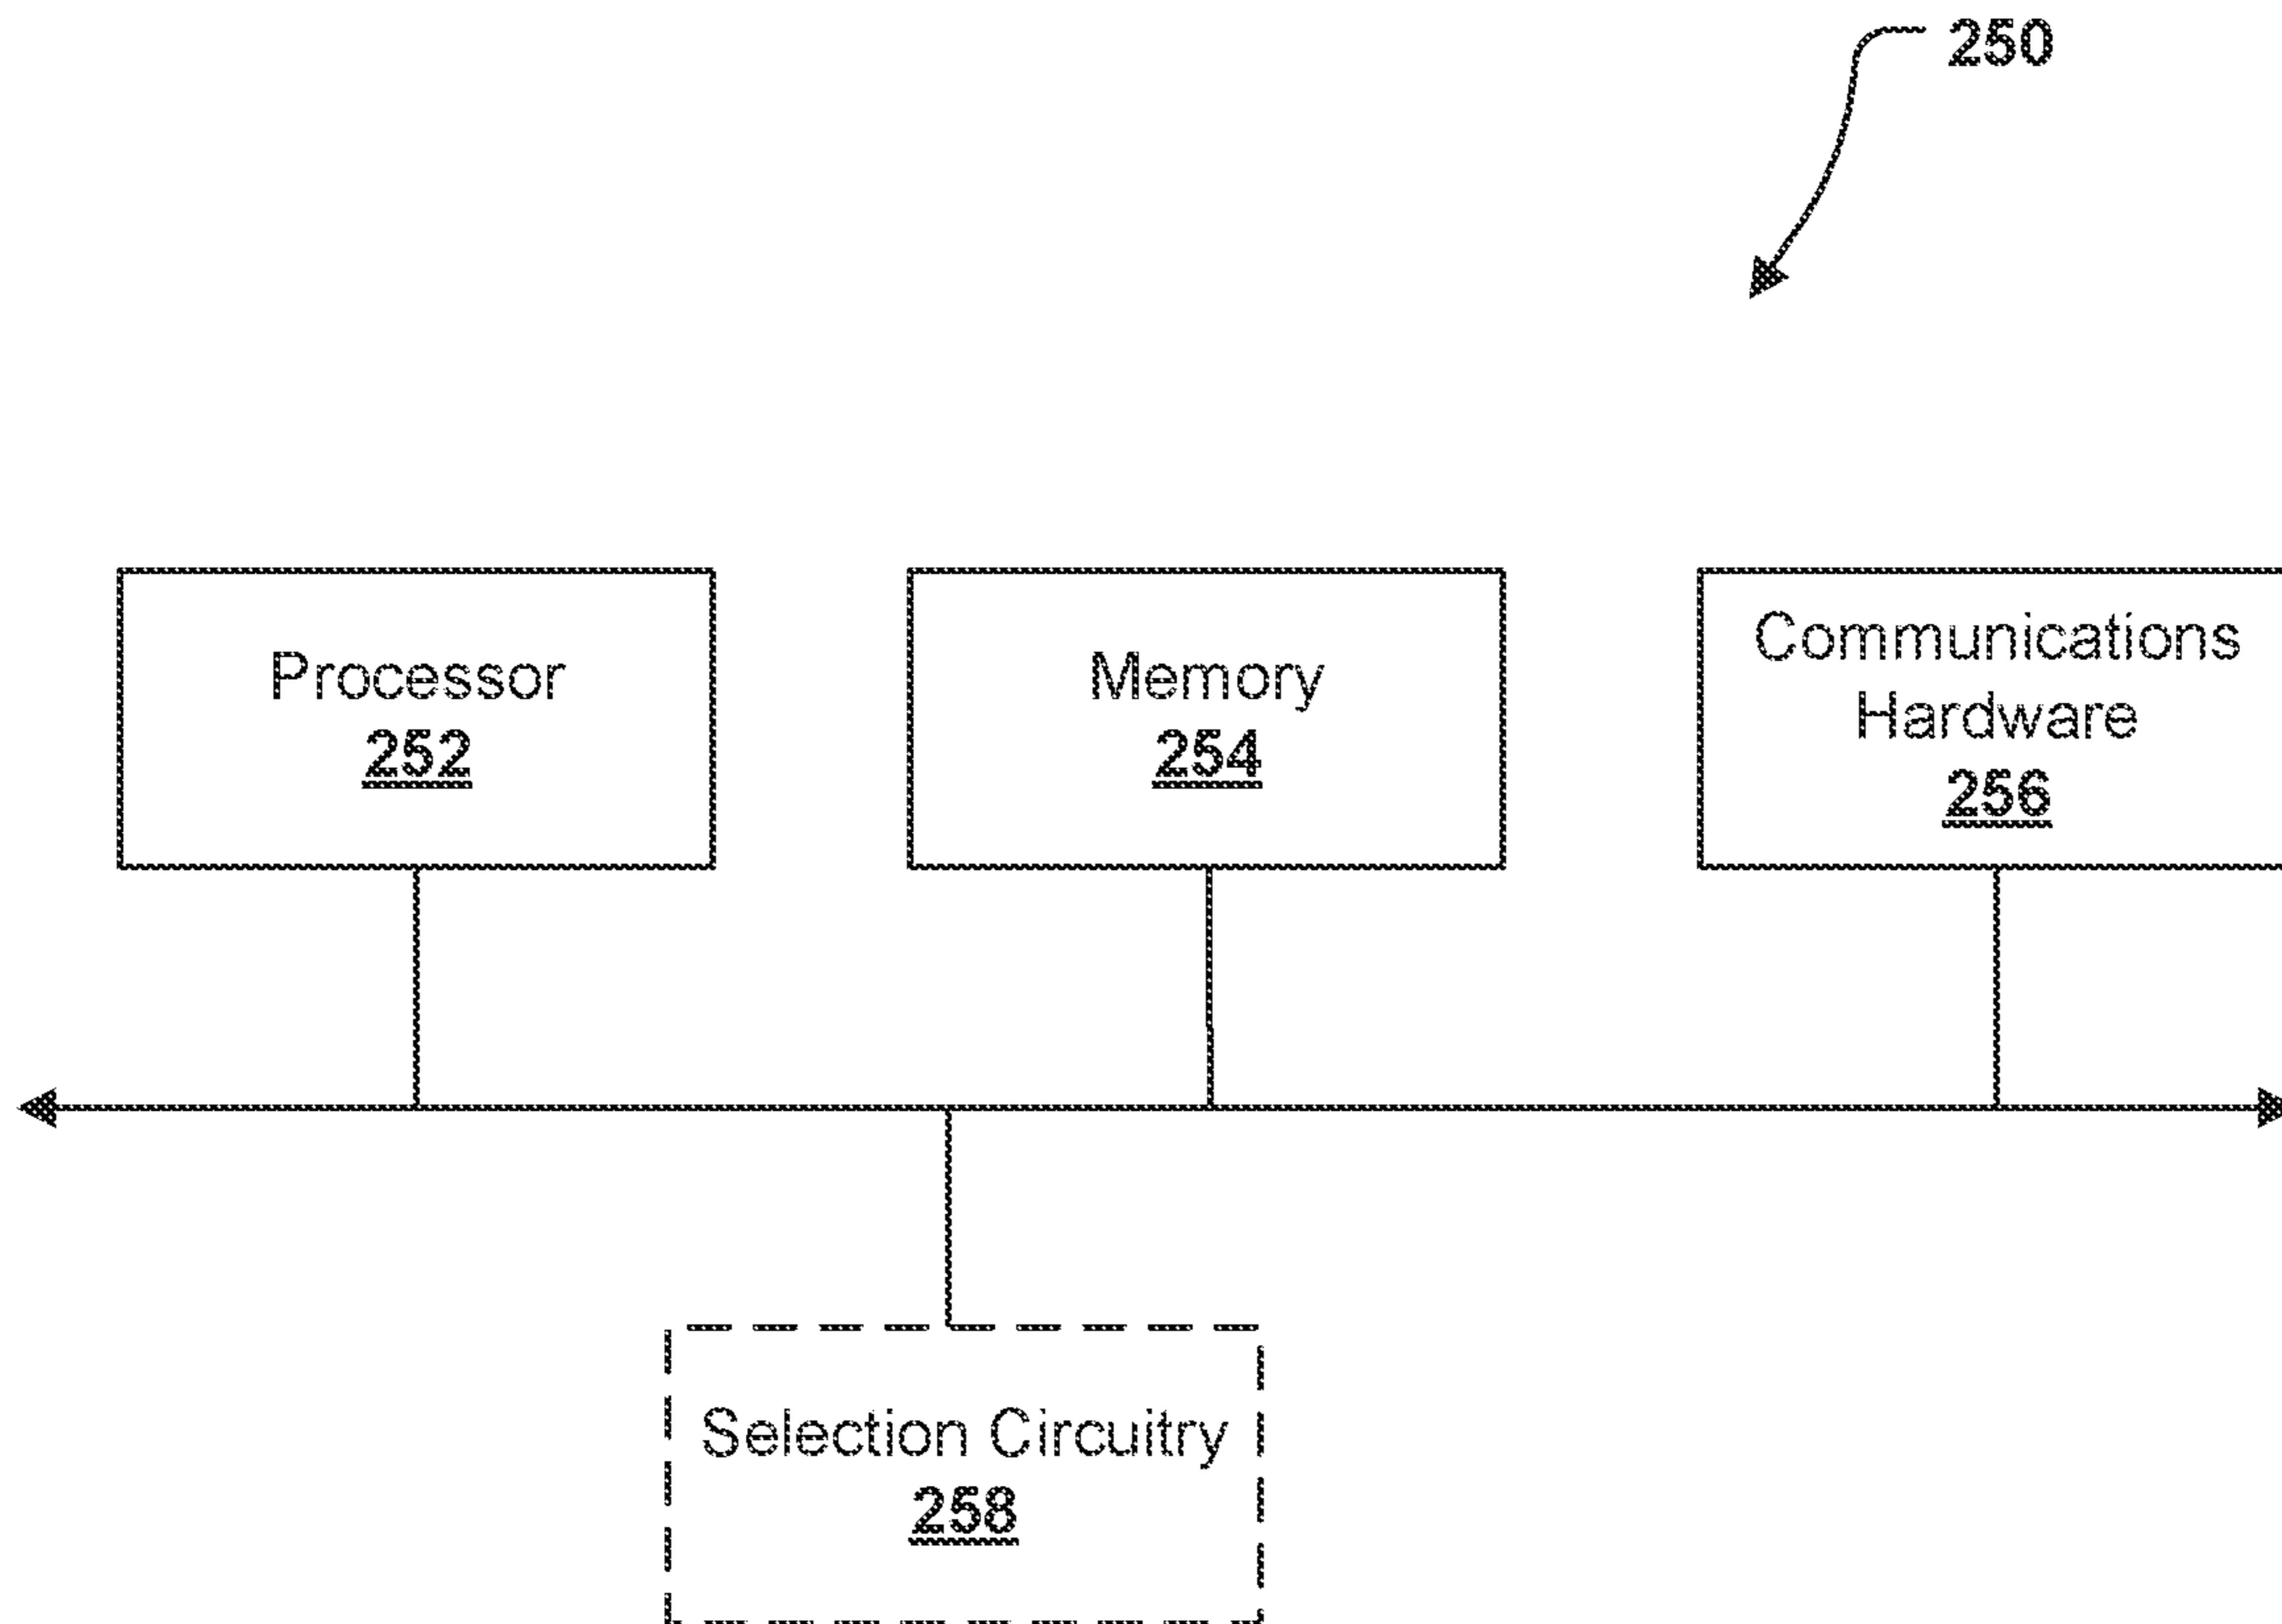 250
Processor
252
Memory
254
Communications
Hardware
256
Selection Circuitry
258